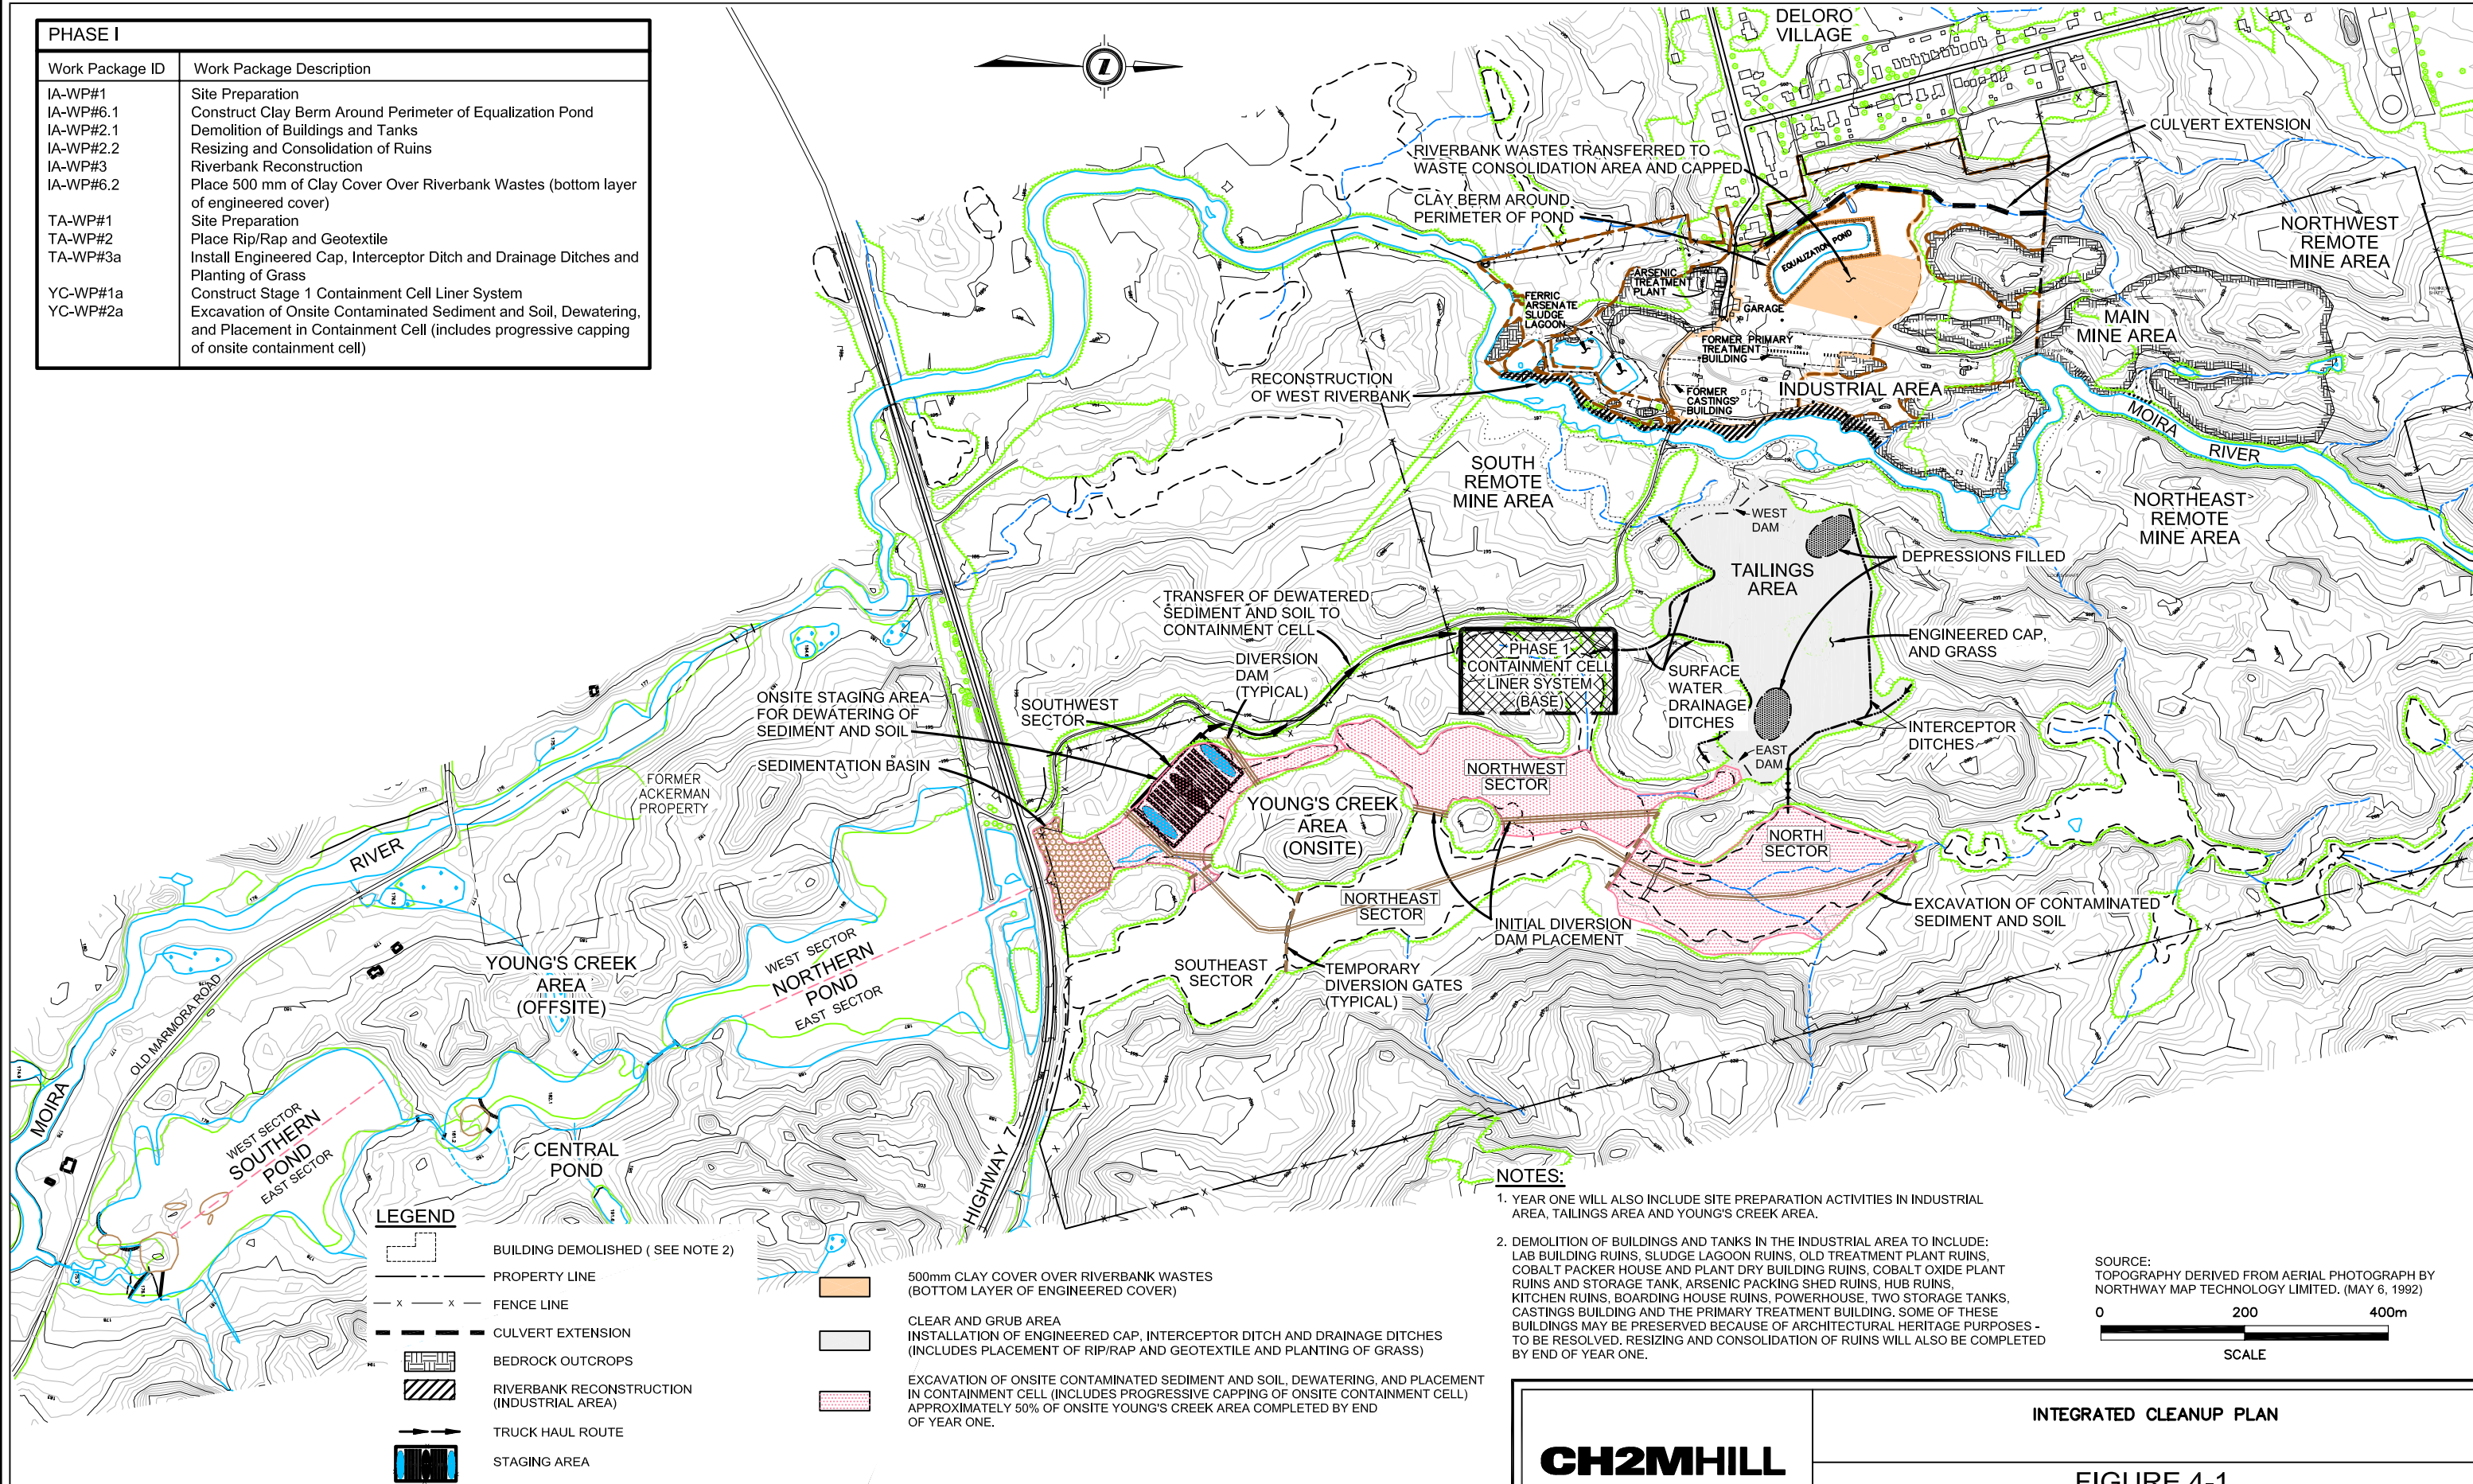 PHASE I
Work Package ID
Work Package Description
IA-WP#1
Site Preparation
IA-WP#6.1
Construct Clay Berm Around Perimeter of Equalization Pond
IA-WP#2.1
Demolition of Buildings and Tanks
IA-WP#2.2
Resizing and Consolidation of Ruins
IA-WP#3
Riverbank Reconstruction
IA-WP#6.2
Place 500 mm of Clay Cover Over Riverbank Wastes (bottom layer
of engineered cover)
TA-WP#1
Site Preparation
TA-WP#2
Place Rip/Rap and Geotextile
TA-WP#3a
Install Engineered Cap, Interceptor Ditch and Drainage Ditches and
Planting of Grass
YC-WP#1a
Construct Stage 1 Containment Cell Liner System
YC-WP#2a
Excavation of Onsite Contaminated Sediment and Soil, Dewatering,
and Placement in Containment Cell (includes progressive capping
of onsite containment cell)
Z
DELORO
VILLAGE
CULVERT EXTENSION
RIVERBANK WASTES TRANSFERRED TO
WASTE CONSOLIDATION AREA AND CAPPED
CLAY BERM AROUND
PERIMETER OF POND
NORTHWEST
REMOTE
MINE AREA
EQUALIZATION POND
ARSENIC
TREATMENT
PLANT
FERRIC
ARSENATE
SLUDGE
LAGOON
GARAGE
FORMER PRIMARY
TREATMENT
BUILDING
MAIN
MINE AREA
RECONSTRUCTION
OF WEST RIVERBANK
FORMER
CASTINGS
BUILDING
INDUSTRIAL AREA
MOIRA
RIVER
SOUTH
REMOTE
MINE AREA
NORTHEAST
REMOTE
MINE AREA
WEST
DAM
DEPRESSIONS FILLED
TAILINGS
AREA
TRANSFER OF DEWATERED
SEDIMENT AND SOIL TO
CONTAINMENT CELL
ENGINEERED CAP,
AND GRASS
PHASE 1
CONTAINMENT CELL
LINER SYSTEM
(BASE)
DIVERSION
DAM
(TYPICAL)
SURFACE
WATER
DRAINAGE
DITCHES
ONSITE STAGING AREA
FOR DEWATERING OF
SEDIMENT AND SOIL
SOUTHWEST
SECTOR
INTERCEPTOR
DITCHES
EAST
DAM
SEDIMENTATION BASIN
NORTHWEST
SECTOR
FORMER
ACKERMAN
PROPERTY
YOUNG'S CREEK
AREA
(ONSITE)
NORTH
SECTOR
RIVER
NORTHEAST
SECTOR
EXCAVATION OF CONTAMINATED
SEDIMENT AND SOIL
INITIAL DIVERSION
DAM PLACEMENT
WEST SECTOR
NORTHERN
POND
EAST SECTOR
YOUNG'S CREEK
AREA
(OFFSITE)
SOUTHEAST
SECTOR
TEMPORARY
DIVERSION GATES
(TYPICAL)
OLD MARMORA ROAD
MOIRA
WEST SECTOR
SOUTHERN
POND
EAST SECTOR
CENTRAL
POND
HIGHWAY 7
LEGEND
BUILDING DEMOLISHED ( SEE NOTE 2)
PROPERTY LINE
FENCE LINE
CULVERT EXTENSION
BEDROCK OUTCROPS
RIVERBANK RECONSTRUCTION
(INDUSTRIAL AREA)
TRUCK HAUL ROUTE
STAGING AREA
500mm CLAY COVER OVER RIVERBANK WASTES
(BOTTOM LAYER OF ENGINEERED COVER)
CLEAR AND GRUB AREA
INSTALLATION OF ENGINEERED CAP, INTERCEPTOR DITCH AND DRAINAGE DITCHES
(INCLUDES PLACEMENT OF RIP/RAP AND GEOTEXTILE AND PLANTING OF GRASS)
EXCAVATION OF ONSITE CONTAMINATED SEDIMENT AND SOIL, DEWATERING, AND PLACEMENT
IN CONTAINMENT CELL (INCLUDES PROGRESSIVE CAPPING OF ONSITE CONTAINMENT CELL)
APPROXIMATELY 50% OF ONSITE YOUNG'S CREEK AREA COMPLETED BY END
OF YEAR ONE.
NOTES:
1. YEAR ONE WILL ALSO INCLUDE SITE PREPARATION ACTIVITIES IN INDUSTRIAL
AREA, TAILINGS AREA AND YOUNG'S CREEK AREA.
2. DEMOLITION OF BUILDINGS AND TANKS IN THE INDUSTRIAL AREA TO INCLUDE:
LAB BUILDING RUINS, SLUDGE LAGOON RUINS, OLD TREATMENT PLANT RUINS,
COBALT PACKER HOUSE AND PLANT DRY BUILDING RUINS, COBALT OXIDE PLANT
RUINS AND STORAGE TANK, ARSENIC PACKING SHED RUINS, HUB RUINS,
KITCHEN RUINS, BOARDING HOUSE RUINS, POWERHOUSE, TWO STORAGE TANKS,
CASTINGS BUILDING AND THE PRIMARY TREATMENT BUILDING. SOME OF THESE
BUILDINGS MAY BE PRESERVED BECAUSE OF ARCHITECTURAL HERITAGE PURPOSES -
TO BE RESOLVED. RESIZING AND CONSOLIDATION OF RUINS WILL ALSO BE COMPLETED
BY END OF YEAR ONE.
SOURCE:
TOPOGRAPHY DERIVED FROM AERIAL PHOTOGRAPH BY
NORTHWAY MAP TECHNOLOGY LIMITED. (MAY 6, 1992)
0 200 400m
SCALE
CH2MHILL
INTEGRATED CLEANUP PLAN
FIGURE 4-1